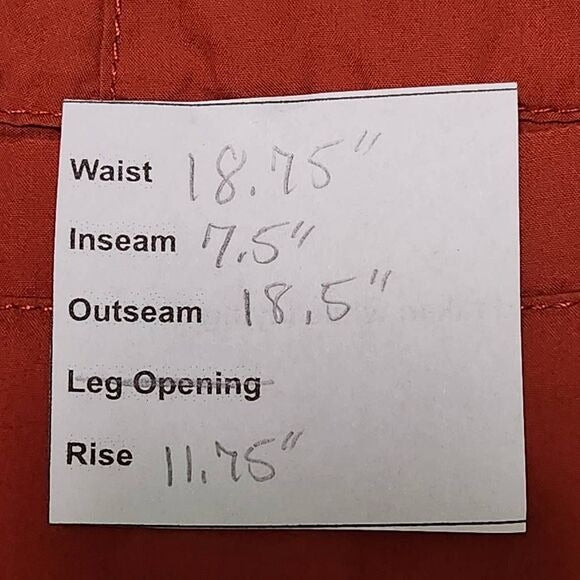 Waist 18.75"
Inseam 7.5"
Outseam 18.5"
Leg Opening
Rise 11.75"